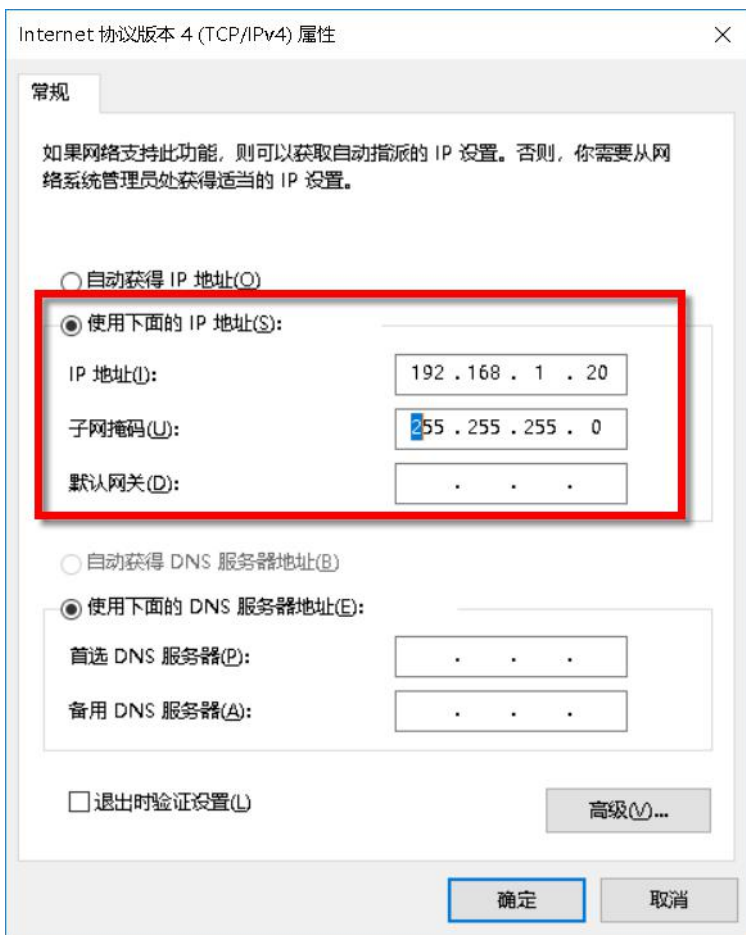 Internet 协议版本 4 (TCP/IPv4) 属性
常规
如果网络支持此功能，则可以获取自动指派的 IP 设置。否则，你需要从网
络系统管理员处获得适当的 IP 设置。
自动获得 IP 地址(O)
使用下面的 IP 地址(S):
IP 地址(I): 192 . 168 . 1 . 20
子网掩码(U): 255 . 255 . 255 . 0
默认网关(D): . . .
自动获得 DNS 服务器地址(B)
使用下面的 DNS 服务器地址(E):
首选 DNS 服务器(P): . . .
备用 DNS 服务器(A): . . .
退出时验证设置(L)
高级(V)...
确定 取消